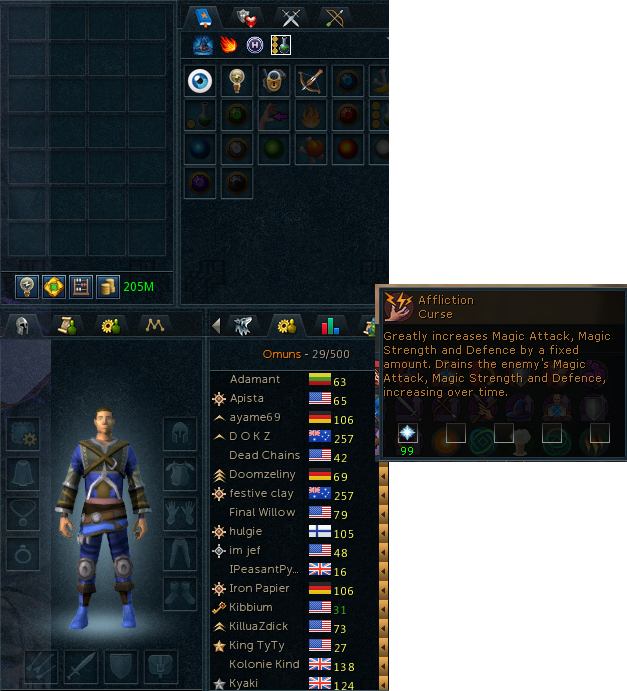 205M
Affliction
Curse
Greatly increases Magic Attack, Magic
Strength and Defence by a fixed
amount. Drains the enemy's Magic
Attack, Magic Strength and Defence,
increasing over time.
99
Omuns - 29/500
Adamant 63
Apista 65
ayame69 106
D O K Z 257
Dead Chains 42
Doomzeliny 69
festive clay 257
Final Willow 79
hulgie 105
im jef 48
IPeasantPy... 16
Iron Papier 106
Kibbium 31
KilluaZdick 73
King TyTy 27
Kolonie Kind 138
Kyaki 124